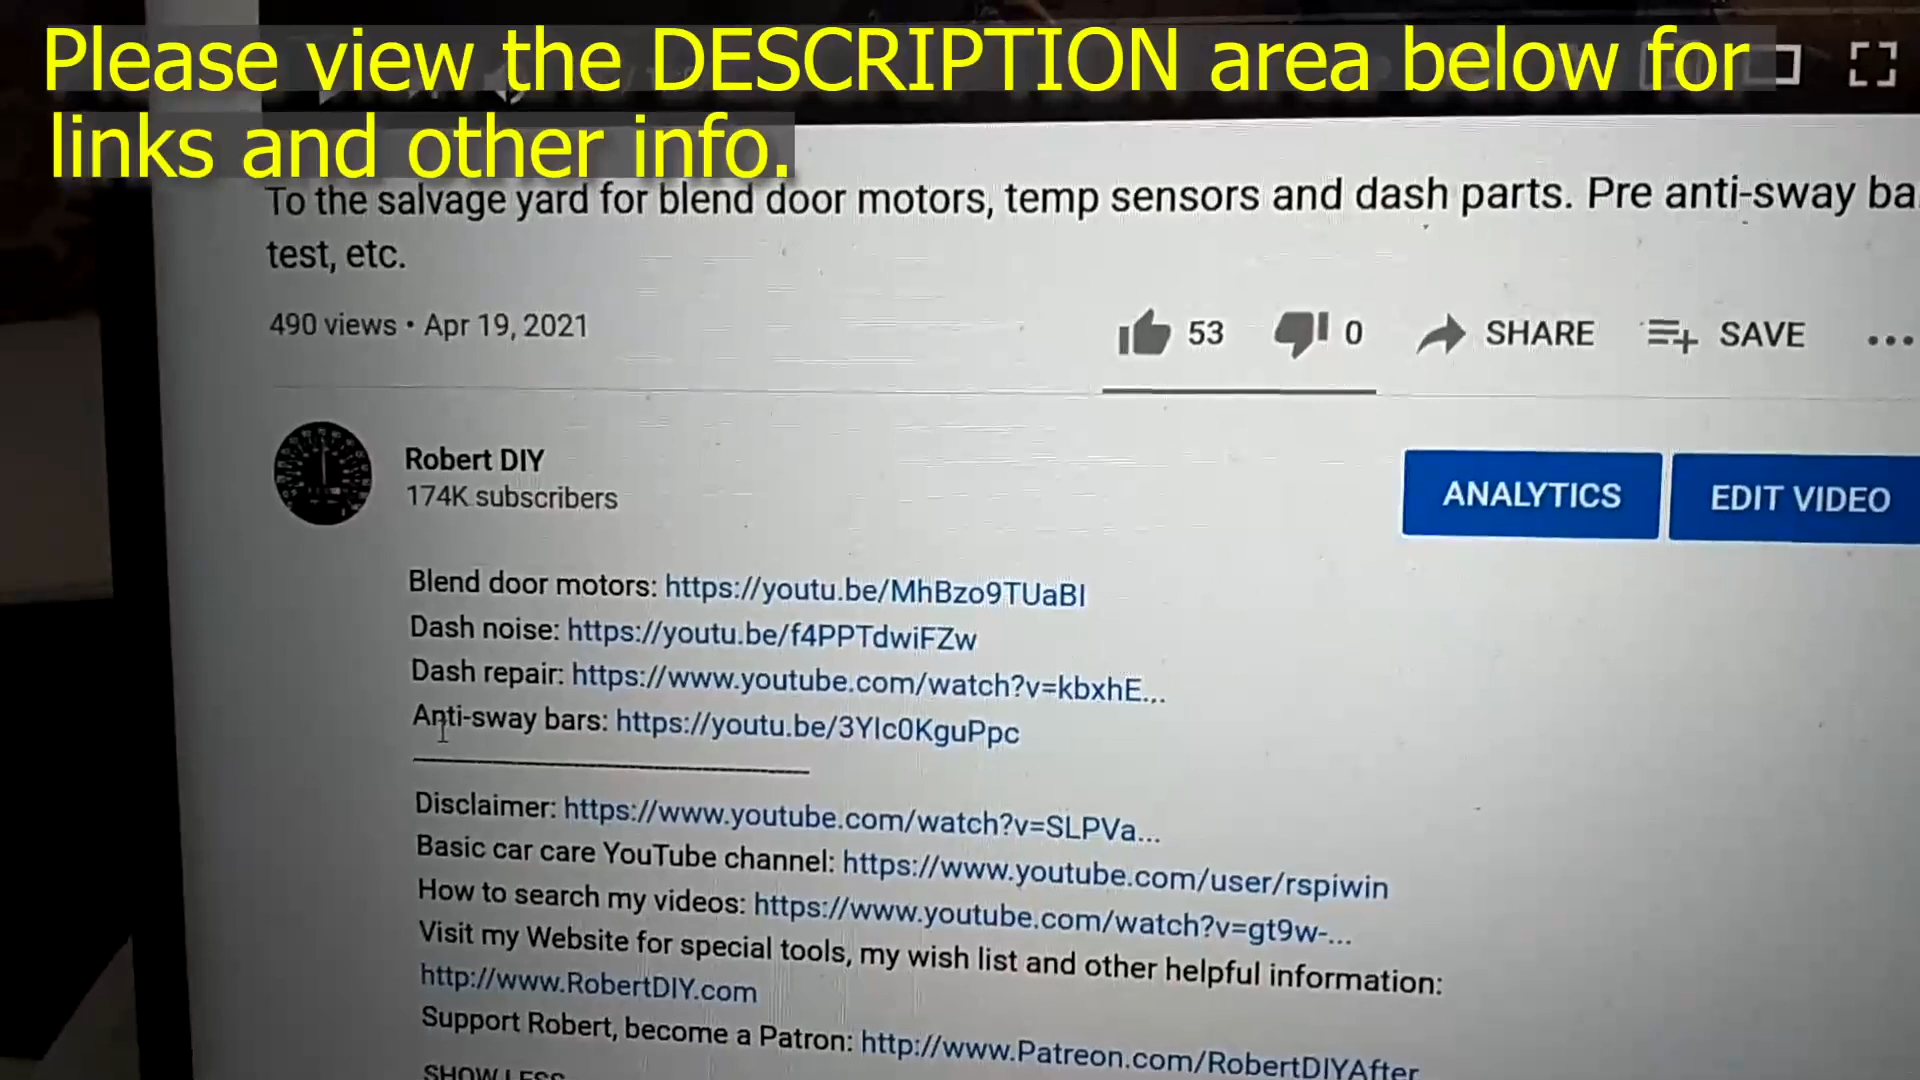 Please view the DESCRIPTION area below for
links and other info.
To the salvage yard for blend door motors, temp sensors and dash parts. Pre anti-sway
test, etc.
490 views • Apr 19, 2021
53 0 SHARE SAVE
Robert DIY
174K subscribers
ANALYTICS EDIT VIDEO
Blend door motors: https://youtu.be/MhBzo9TUaBI
Dash noise: https://youtu.be/f4PPTdwiFZw
Dash repair: https://www.youtube.com/watch?v=kbxhE...
Anti-sway bars: https://youtu.be/3YIc0KguPpc
Disclaimer: https://www.youtube.com/watch?v=SLPVa...
Basic car care YouTube channel: https://www.youtube.com/user/rspiwin
How to search my videos: https://www.youtube.com/watch?v=gt9w-...
Visit my Website for special tools, my wish list and other helpful information:
http://www.RobertDIY.com
Support Robert, become a Patron: http://www.Patreon.com/RobertDIYAfter
SHOW LESS